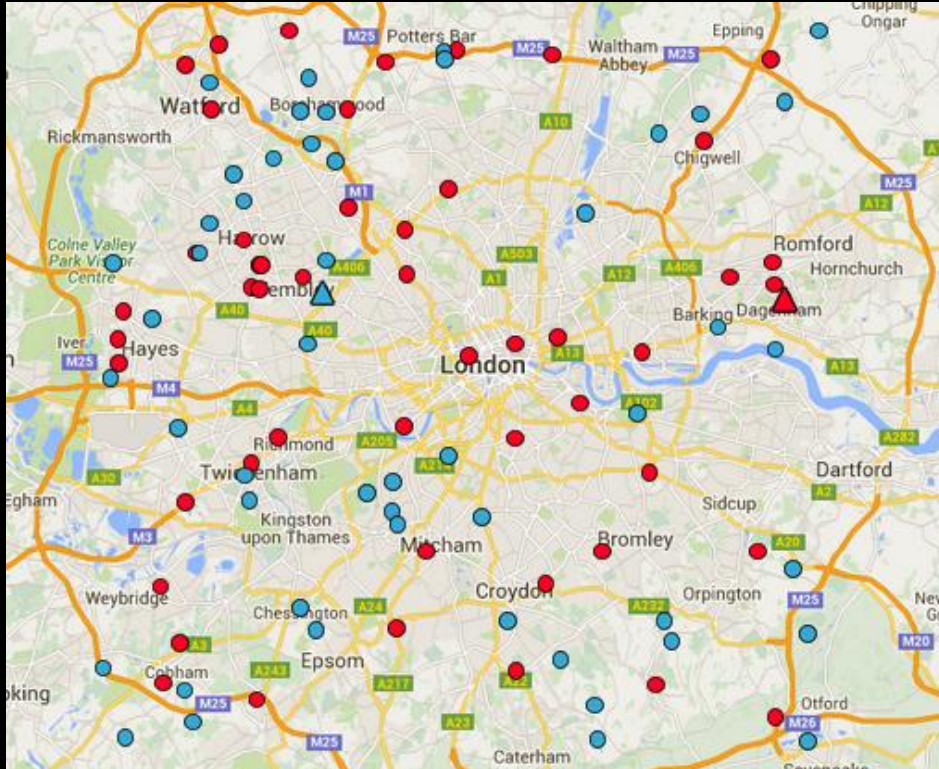 Chipping
Ongar
Epping
M25
Potters Bar
M25
Waltham
Abbey
M25
Watford
Borehamwood
A10
Rickmansworth
Chigwell
M25
M1
A12
Harrow
Romford
Colne Valley
Park Visitor
Centre
A503
A406
A12
A406
Hornchurch
A1
Wembley
A40
Barking
Dagenham
A40
Iver
Hayes
M25
A13
London
A13
M4
A4
A102
Richmond
A205
A282
Twickenham
A30
Dartford
A2
Egham
Sidcup
Kingston
upon Thames
M3
Mitcham
Bromley
A20
Croydon
Weybridge
Chessington
A24
A232
Orpington
M25
M20
A3
Epsom
Cobham
A243
A217
A22
oking
M25
Otford
M26
A23
M25
Caterham